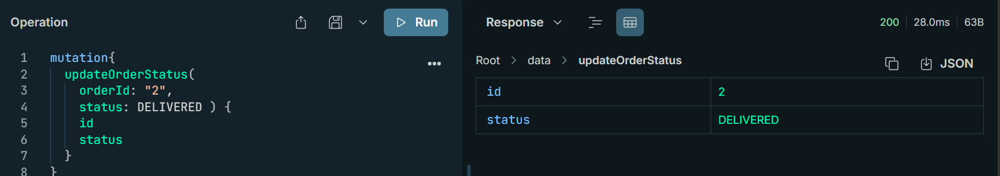 Operation
Run
1 mutation{
2 updateOrderStatus(
3 orderId: "2",
4 status: DELIVERED ) {
5 id
6 status
7 }
8 }
Response
200 28.0ms 63B
Root > data > updateOrderStatus
JSON
id 2
status DELIVERED